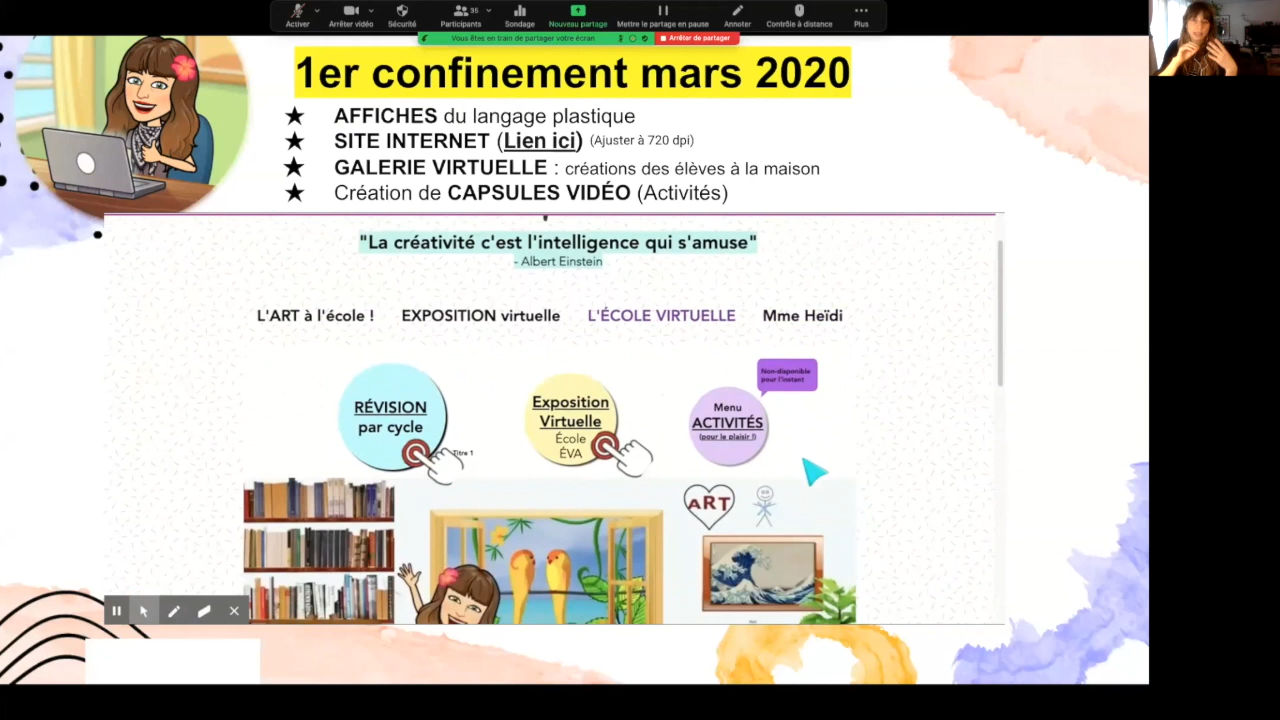 35
Activer
Arrêter vidéo
Sécurité
Participants
Sondage
Nouveau partage
Mettre le partage en pause
Annoter
Contrôle à distance
Plus
Vous êtes en train de partager votre écran
Arrêter de partager
1er confinement mars 2020
★ AFFICHES du langage plastique
★ SITE INTERNET (Lien ici) (Ajuster à 720 dpi)
★ GALERIE VIRTUELLE : créations des élèves à la maison
★ Création de CAPSULES VIDÉO (Activités)
"La créativité c'est l'intelligence qui s'amuse"
- Albert Einstein
L'ART à l'école !
EXPOSITION virtuelle
L'ÉCOLE VIRTUELLE
Mme Heïdi
RÉVISION
par cycle
Titre 1
Exposition
Virtuelle
École
ÉVA
Non-disponible
pour l'instant
Menu
ACTIVITÉS
(pour le plaisir !)
ART